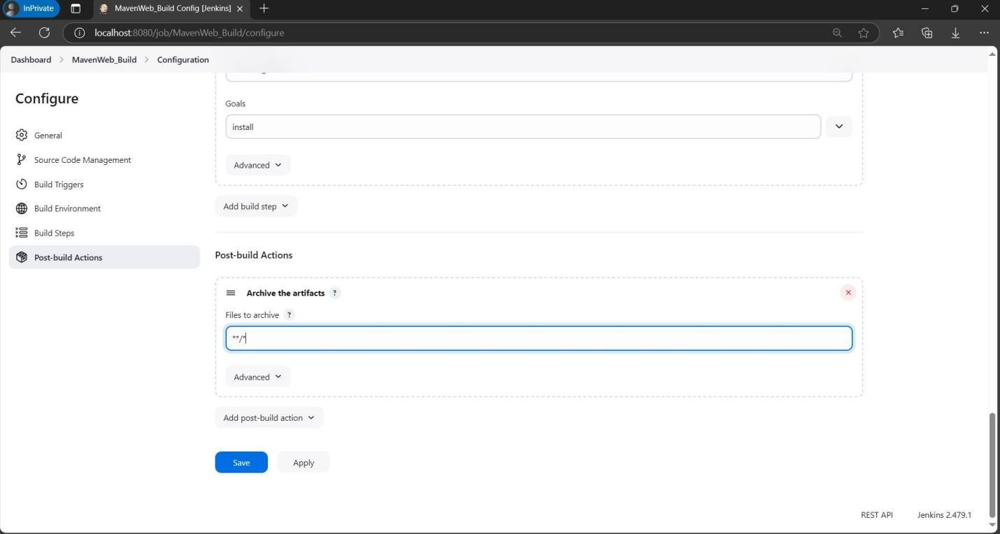 InPrivate
MavenWeb_Build Config [Jenkins]
localhost:8080/job/MavenWeb_Build/configure
Dashboard > MavenWeb_Build > Configuration
Configure
General
Source Code Management
Build Triggers
Build Environment
Build Steps
Post-build Actions
Goals
install
Advanced
Add build step
Post-build Actions
Archive the artifacts ?
Files to archive ?
**/*
Advanced
Add post-build action
Save
Apply
REST API
Jenkins 2.479.1